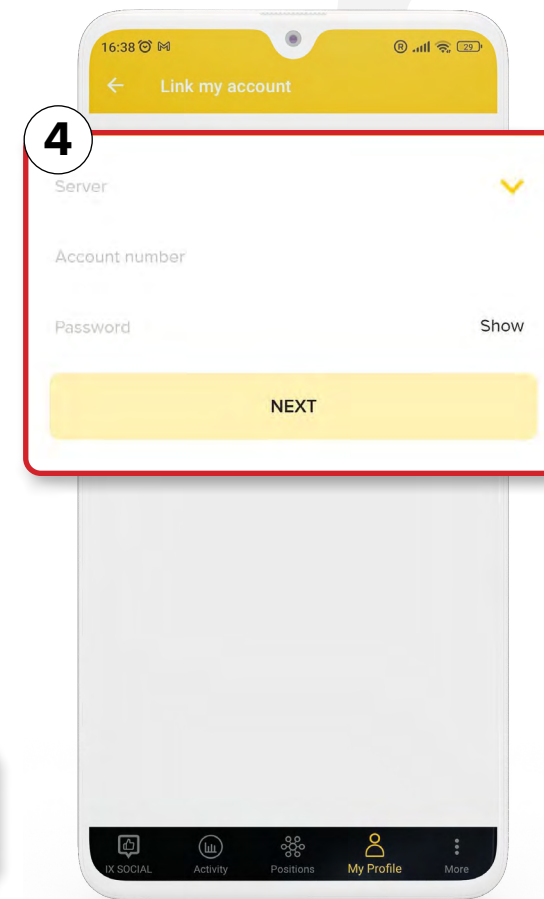 16:38
R
29
Link my account
4
Server
Account number
Password
Show
NEXT
IX SOCIAL
Activity
Positions
My Profile
More